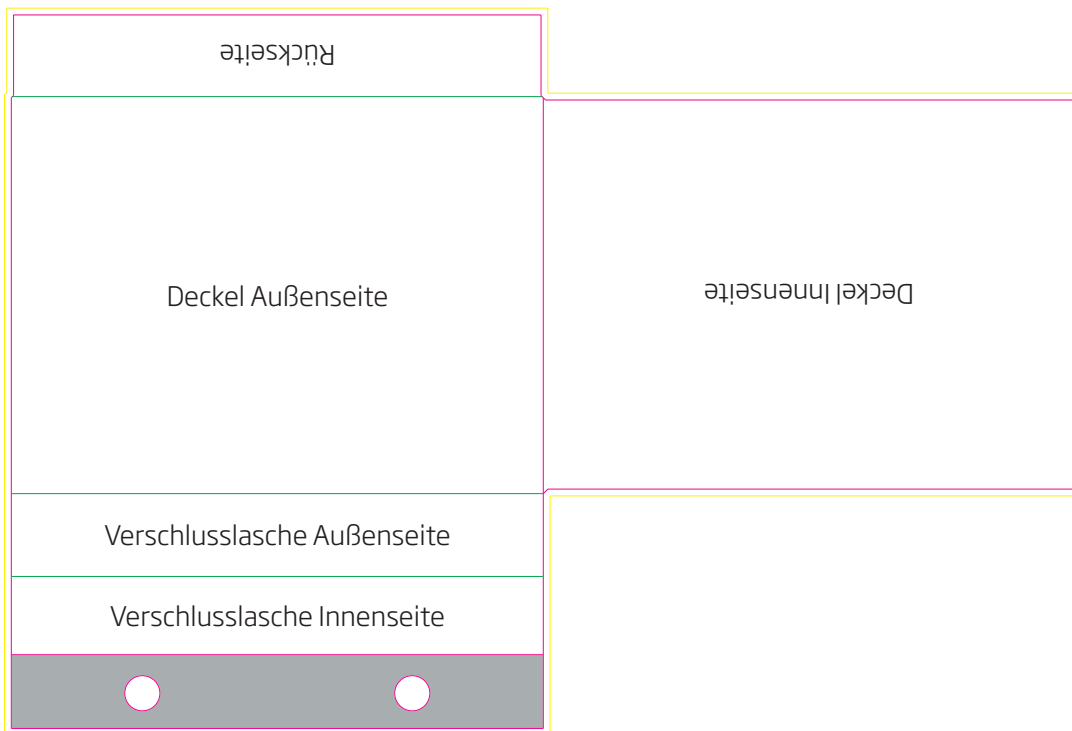 Rückseite
Deckel Außenseite
Deckel Innenseite
Verschlusslasche Außenseite
Verschlusslasche Innenseite